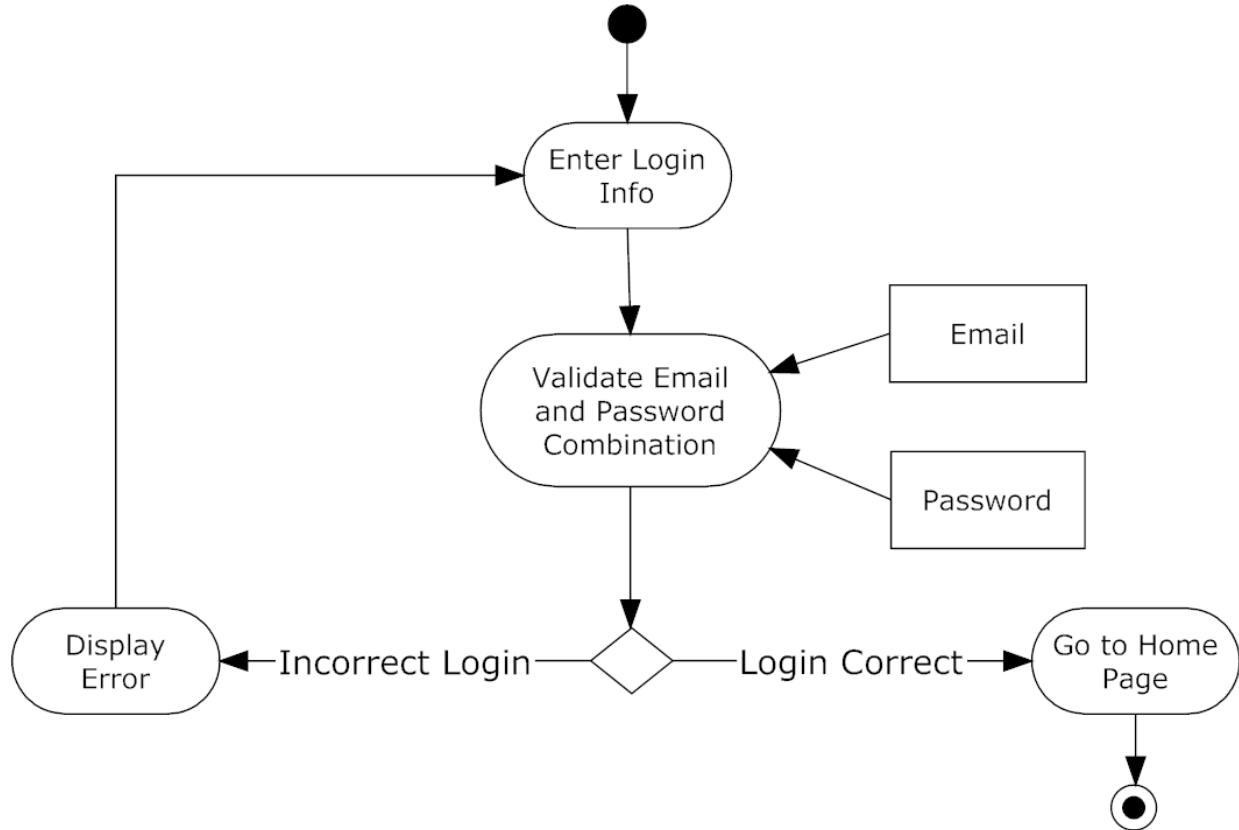 Enter Login
Info
Validate Email
and Password
Combination
Email
Password
Display
Error
Incorrect Login
Login Correct
Go to Home
Page